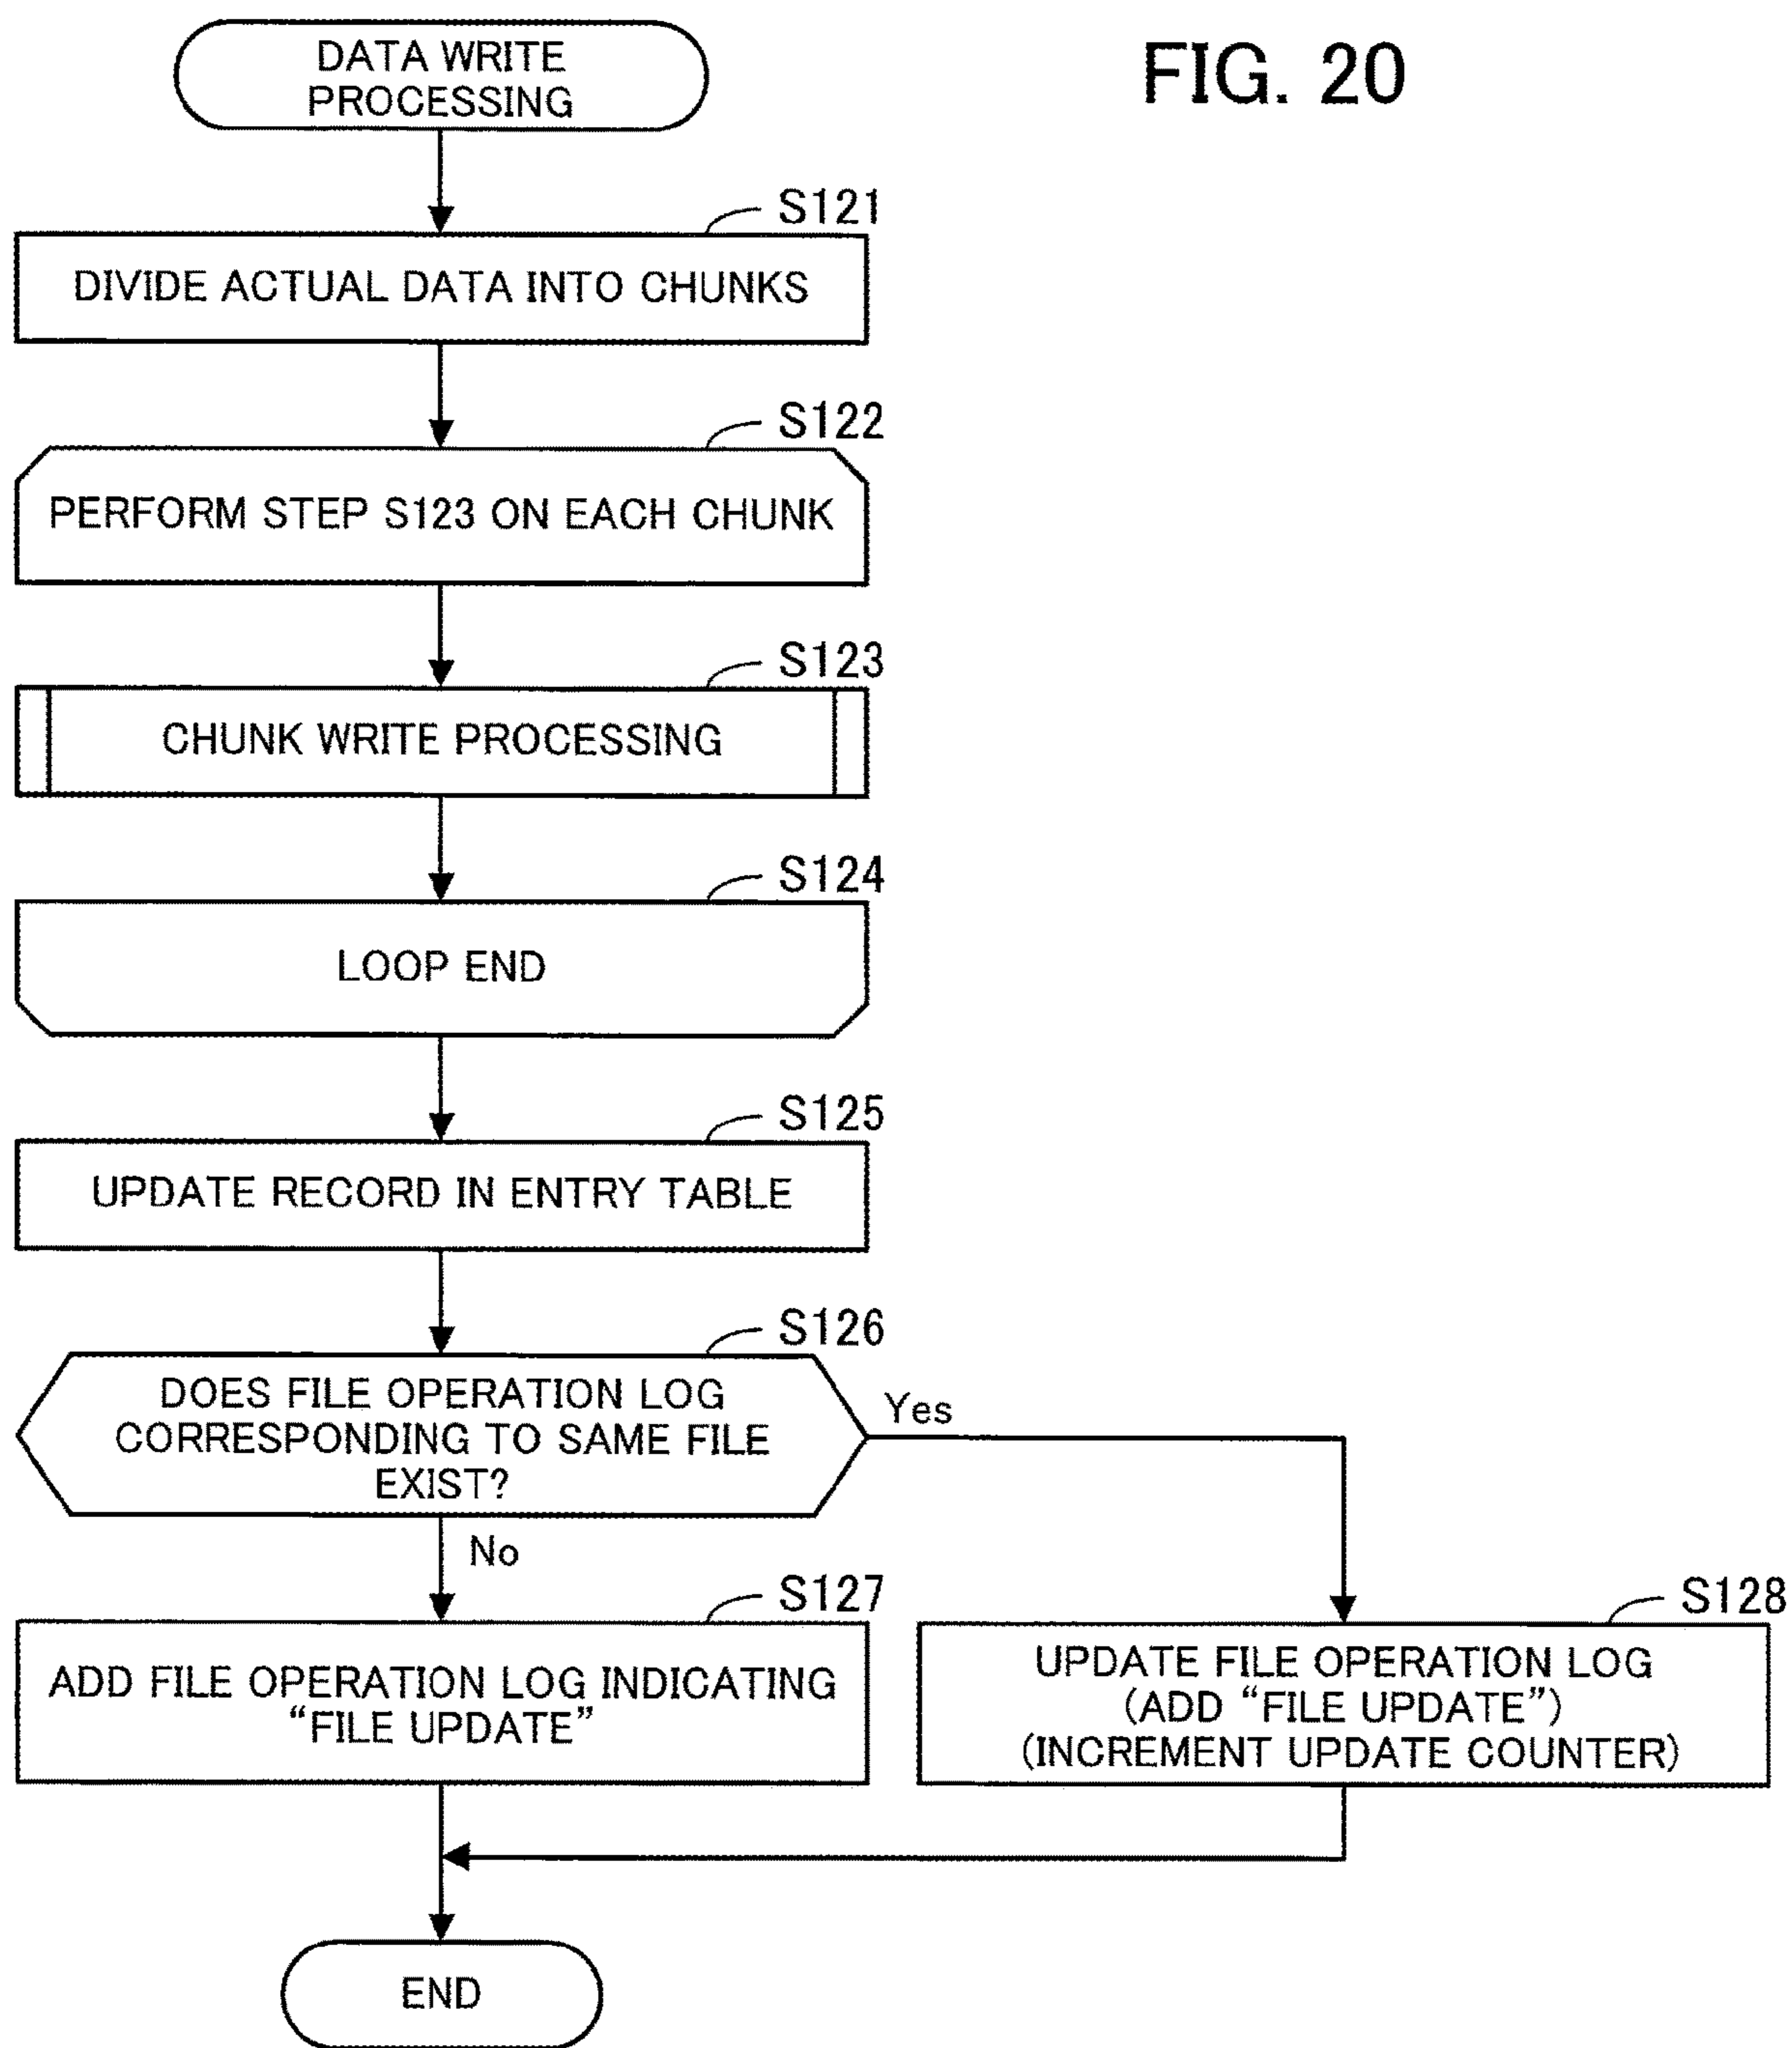 FIG. 20
DATA WRITE
PROCESSING
S121
DIVIDE ACTUAL DATA INTO CHUNKS
S122
PERFORM STEP S123 ON EACH CHUNK
S123
CHUNK WRITE PROCESSING
S124
LOOP END
S125
UPDATE RECORD IN ENTRY TABLE
S126
DOES FILE OPERATION LOG
CORRESPONDING TO SAME FILE
EXIST?
Yes
No
S127
ADD FILE OPERATION LOG INDICATING
“FILE UPDATE”
S128
UPDATE FILE OPERATION LOG
(ADD “FILE UPDATE”)
(INCREMENT UPDATE COUNTER)
END